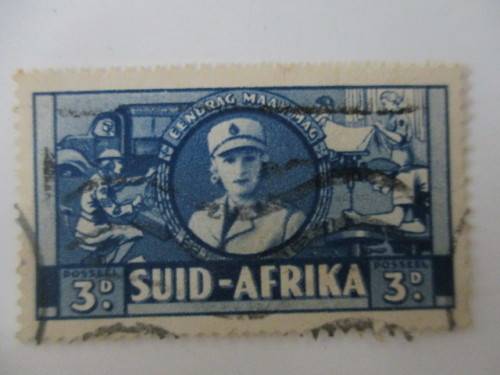 EENDRAG MAAK MAG
POSSEEL
3D.
SUID-AFRIKA
POSSEEL
3D.